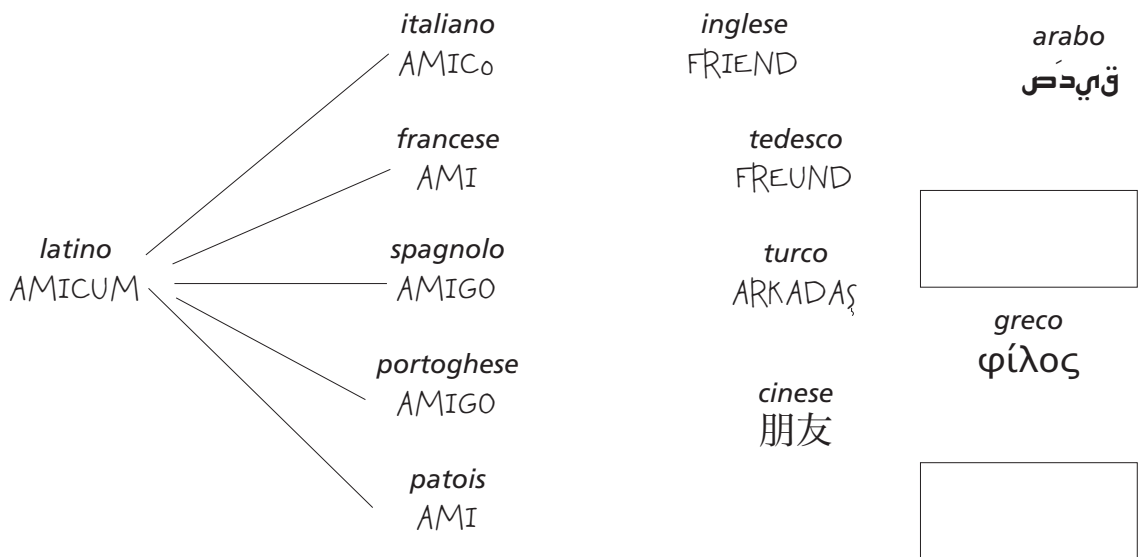 latino
AMICUM
italiano
AMICo
francese
AMI
spagnolo
AMIGO
portoghese
AMIGO
patois
AMI
inglese
FRIEND
tedesco
FREUND
turco
ARKADAŞ
cinese
朋友
arabo
قيدَص
greco
φίλος